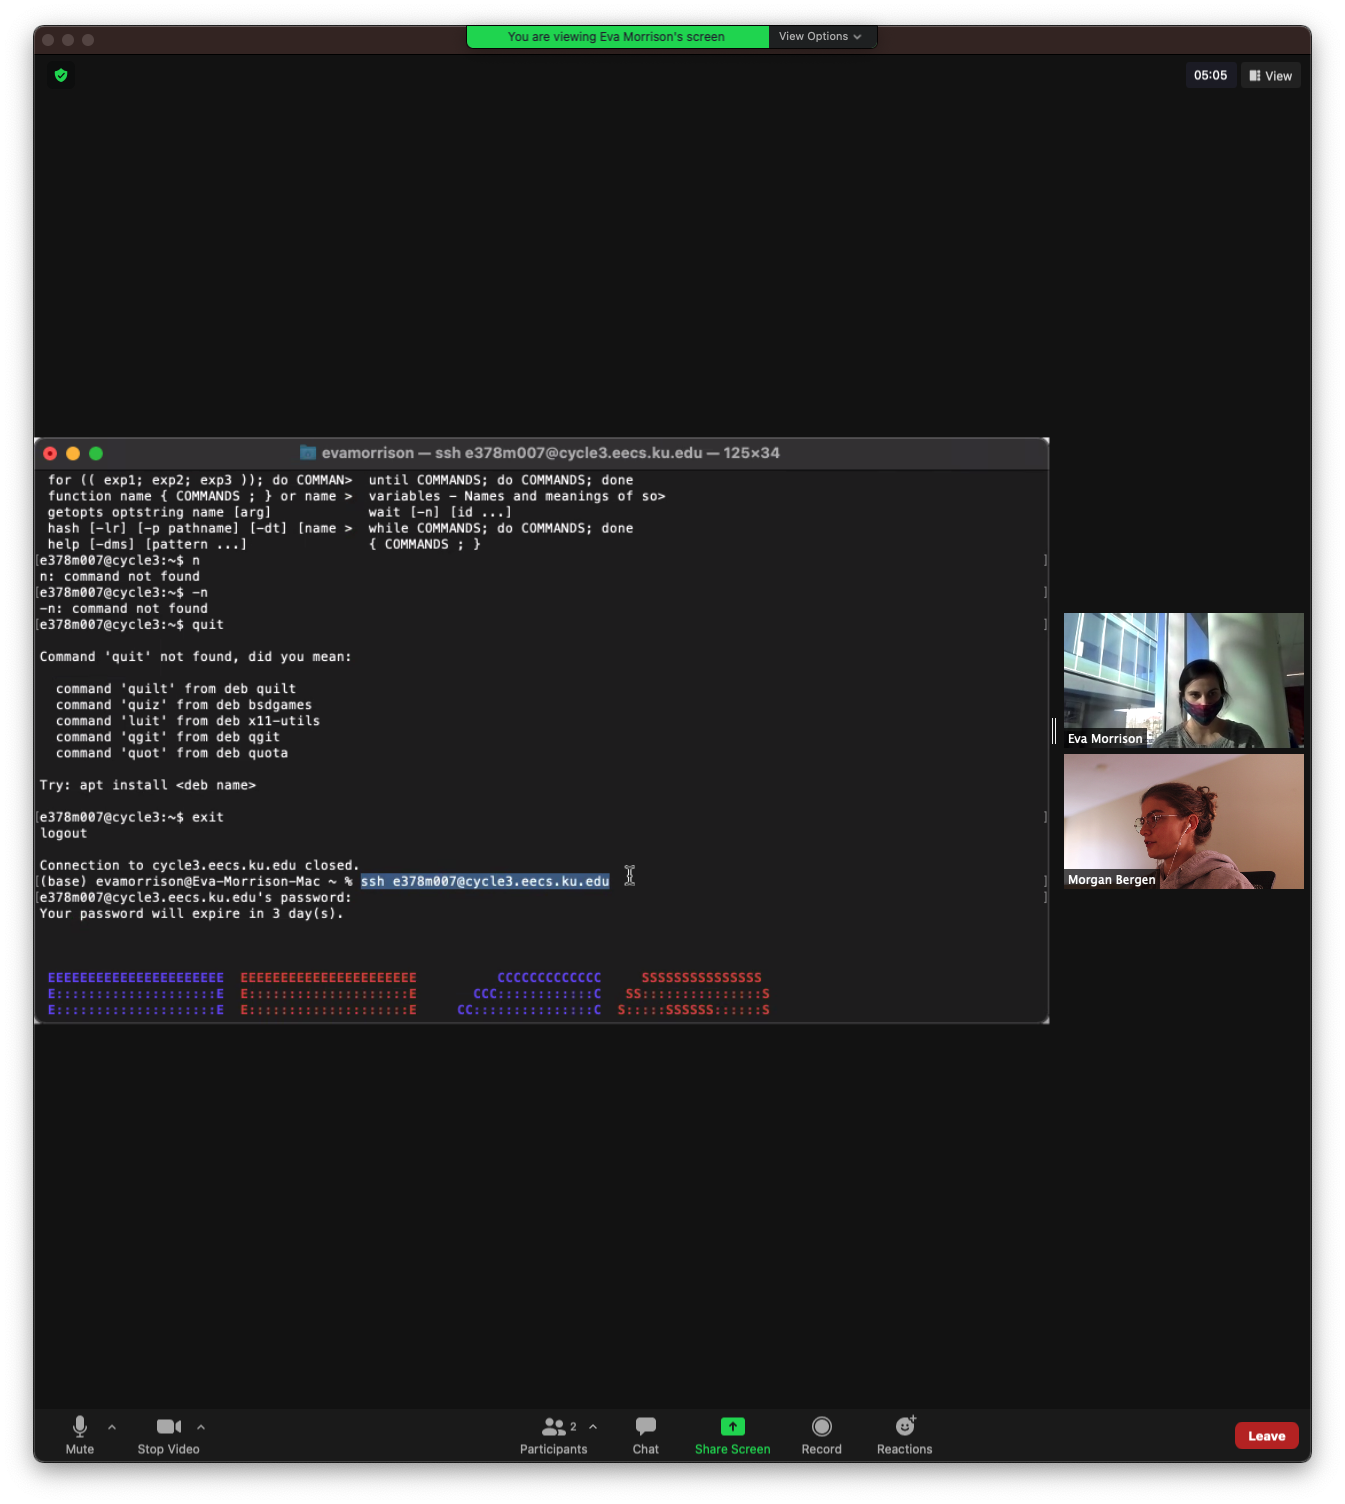 You are viewing Eva Morrison's screen
View Options
05:05
View
evamorrison — ssh e378m007@cycle3.eecs.ku.edu — 125×34
for (( exp1; exp2; exp3 )); do COMMAN>  until COMMANDS; do COMMANDS; done
function name { COMMANDS ; } or name >  variables - Names and meanings of so>
getopts optstring name [arg]            wait [-n] [id ...]
hash [-lr] [-p pathname] [-dt] [name >  while COMMANDS; do COMMANDS; done
help [-dms] [pattern ...]               { COMMANDS ; }
[e378m007@cycle3:~$ n ]
n: command not found
[e378m007@cycle3:~$ -n ]
-n: command not found
[e378m007@cycle3:~$ quit ]
Command 'quit' not found, did you mean:
command 'quilt' from deb quilt
command 'quiz' from deb bsdgames
command 'luit' from deb x11-utils
command 'qgit' from deb qgit
command 'quot' from deb quota
Try: apt install <deb name>
[e378m007@cycle3:~$ exit ]
logout
Connection to cycle3.eecs.ku.edu closed.
[(base) evamorrison@Eva-Morrison-Mac ~ % ssh e378m007@cycle3.eecs.ku.edu ]
[e378m007@cycle3.eecs.ku.edu's password: ]
Your password will expire in 3 day(s).
EEEEEEEEEEEEEEEEEEEEEE  EEEEEEEEEEEEEEEEEEEEEE          CCCCCCCCCCCCC     SSSSSSSSSSSSSSS
E::::::::::::::::::::E  E::::::::::::::::::::E       CCC::::::::::::C   SS:::::::::::::::S
E::::::::::::::::::::E  E::::::::::::::::::::E     CC:::::::::::::::C  S:::::SSSSSS::::::S
Eva Morrison
Morgan Bergen
Mute
Stop Video
2
Participants
Chat
Share Screen
Record
Reactions
Leave